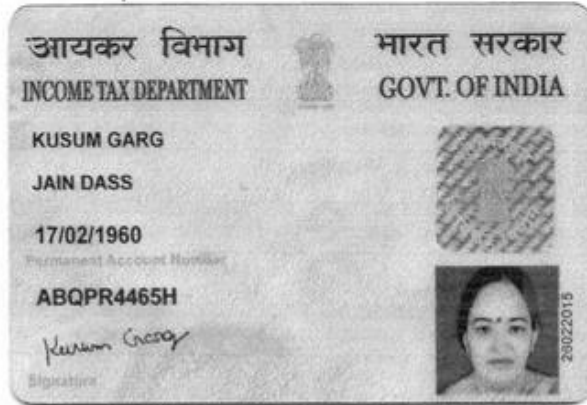 आयकर विभाग
INCOME TAX DEPARTMENT
भारत सरकार
GOVT. OF INDIA
KUSUM GARG
JAIN DASS
17/02/1960
Permanent Account Number
ABQPR4465H
Kusum Garg
Signature
26022015